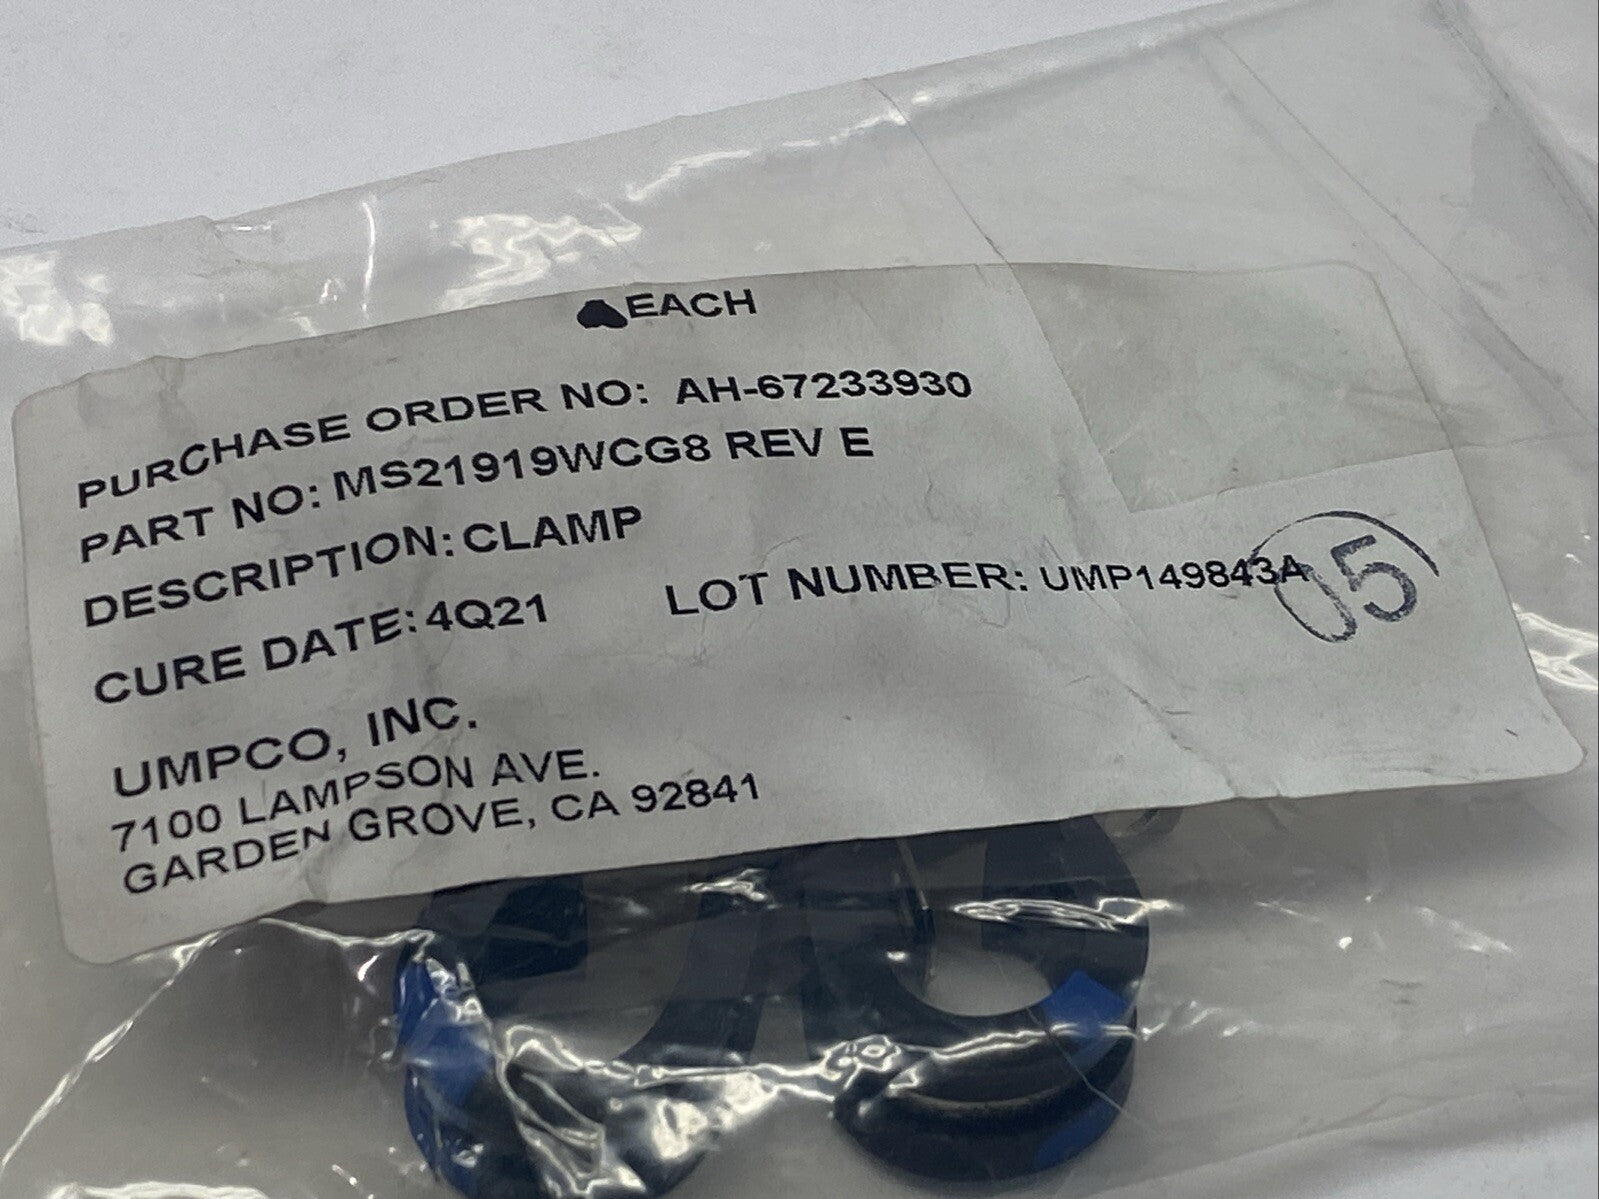 EACH
PURCHASE ORDER NO: AH-67233930
PART NO: MS21919WCG8 REV E
DESCRIPTION: CLAMP
CURE DATE: 4Q21 LOT NUMBER: UMP149843A
05
UMPCO, INC.
7100 LAMPSON AVE.
GARDEN GROVE, CA 92841